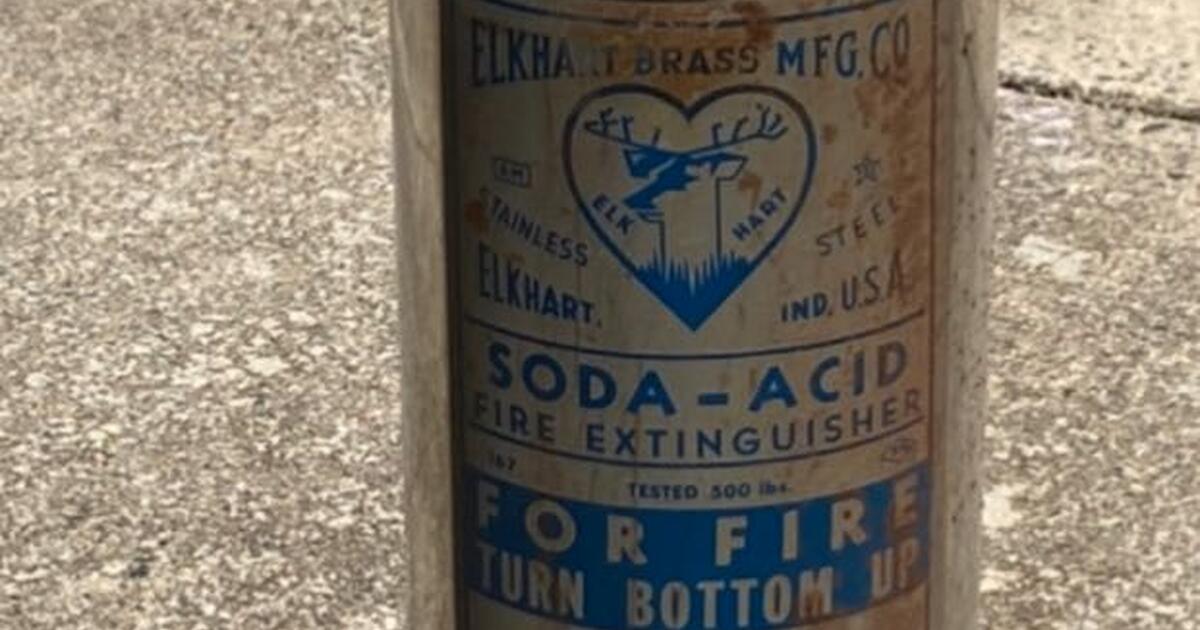 ELKHART BRASS MFG. CO
ELK HART
STAINLESS STEEL
ELKHART. IND. U.S.A.
SODA-ACID
FIRE EXTINGUISHER
TESTED 500 lbs.
FOR FIRE
TURN BOTTOM UP